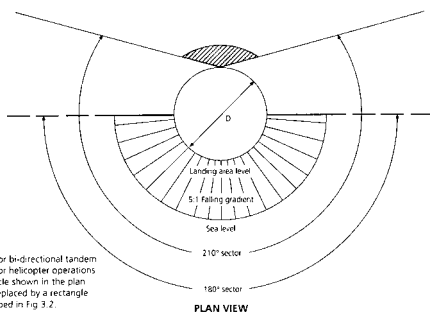 D
Landing area level
5:1 Falling gradient
Sea level
210° sector
180° sector
or bi-directional tandem
or helicopter operations
cle shown in the plan
eplaced by a rectangle
bed in Fig 3.2.
PLAN VIEW